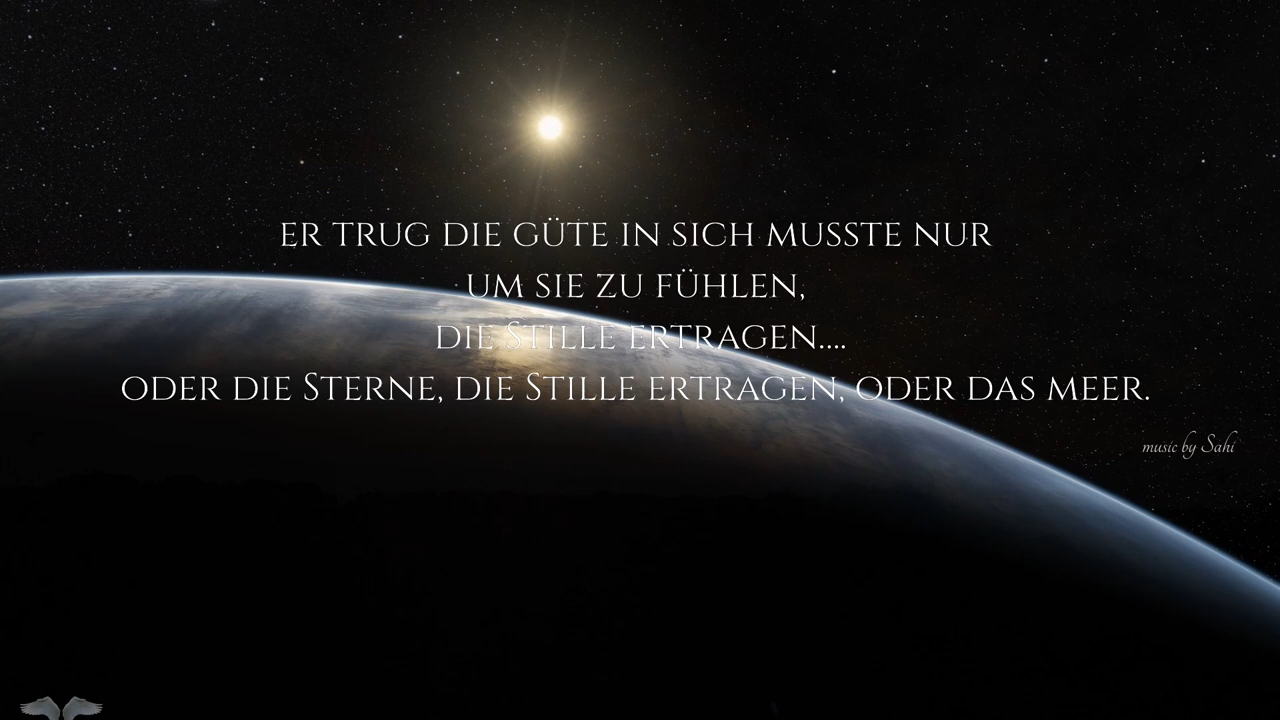 ER TRUG DIE GÜTE IN SICH MUSSTE NUR
UM SIE ZU FÜHLEN,
DIE STILLE ERTRAGEN....
ODER DIE STERNE, DIE STILLE ERTRAGEN, ODER DAS MEER.
music by Sahi